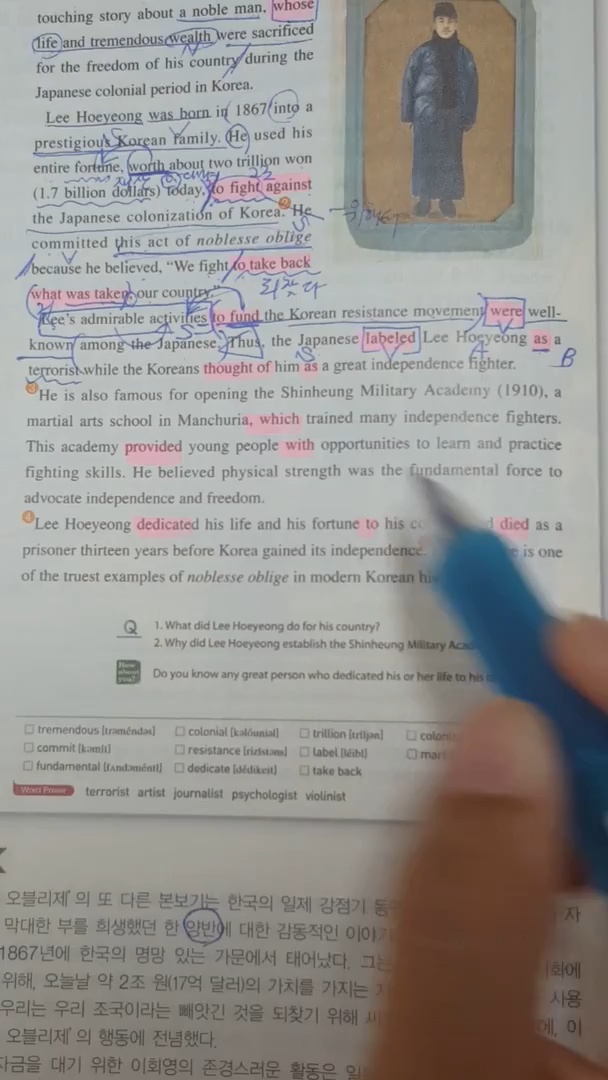 touching story about a noble man, whose
life and tremendous wealth were sacrificed
for the freedom of his country during the
Japanese colonial period in Korea.
Lee Hoeyeong was born in 1867 into a
prestigious Korean family. He used his
entire fortune, worth about two trillion won
(1.7 billion dollars) today, to fight against
the Japanese colonization of Korea. He
committed this act of noblesse oblige
because he believed, "We fight to take back
what was taken, our country."
되찾다
Lee's admirable activities to fund the Korean resistance movement were well-
known among the Japanese. Thus, the Japanese labeled Lee Hoeyeong as a
A
B
terrorist while the Koreans thought of him as a great independence fighter.
3 He is also famous for opening the Shinheung Military Academy (1910), a
martial arts school in Manchuria, which trained many independence fighters.
This academy provided young people with opportunities to learn and practice
fighting skills. He believed physical strength was the fundamental force to
advocate independence and freedom.
4 Lee Hoeyeong dedicated his life and his fortune to his died as a
prisoner thirteen years before Korea gained its independence. is one
of the truest examples of noblesse oblige in modern Korean
Q
1. What did Lee Hoeyeong do for his country?
2. Why did Lee Hoeyeong establish the Shinheung Military
How about you?
Do you know any great person who dedicated his or her life to his
□ tremendous [triméndəs] □ colonial [kəlóuniəl] □ trillion [tríljən]
□ commit [kəmít] □ resistance [rizístəns] □ label [léibl]
□ fundamental [fʌ̀ndəméntl] □ dedicate [dédikeit] □ take back
Word Power terrorist artist journalist psychologist violinist
오블리제'의 또 다른 본보기는 한국의 일제 강점기 자
막대한 부를 희생했던 한 양반에 대한 감동적인
1867년에 한국의 명망 있는 가문에서 태어났다. 그는
위해, 오늘날 약 2조 원(17억 달러)의 가치를 가지는 사용
우리는 우리 조국이라는 빼앗긴 것을 되찾기 위해 이
오블리제'의 행동에 전념했다.
자금을 대기 위한 이회영의 존경스러운 활동은